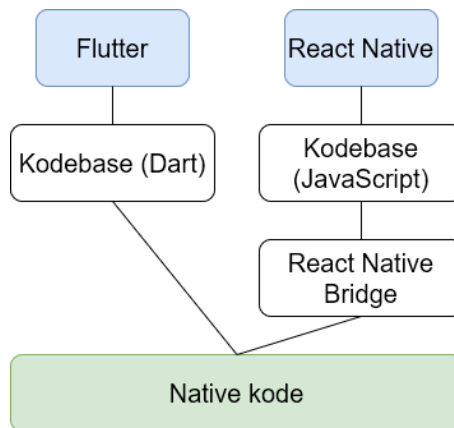 Flutter
React Native
Kodebase (Dart)
Kodebase
(JavaScript)
React Native
Bridge
Native kode